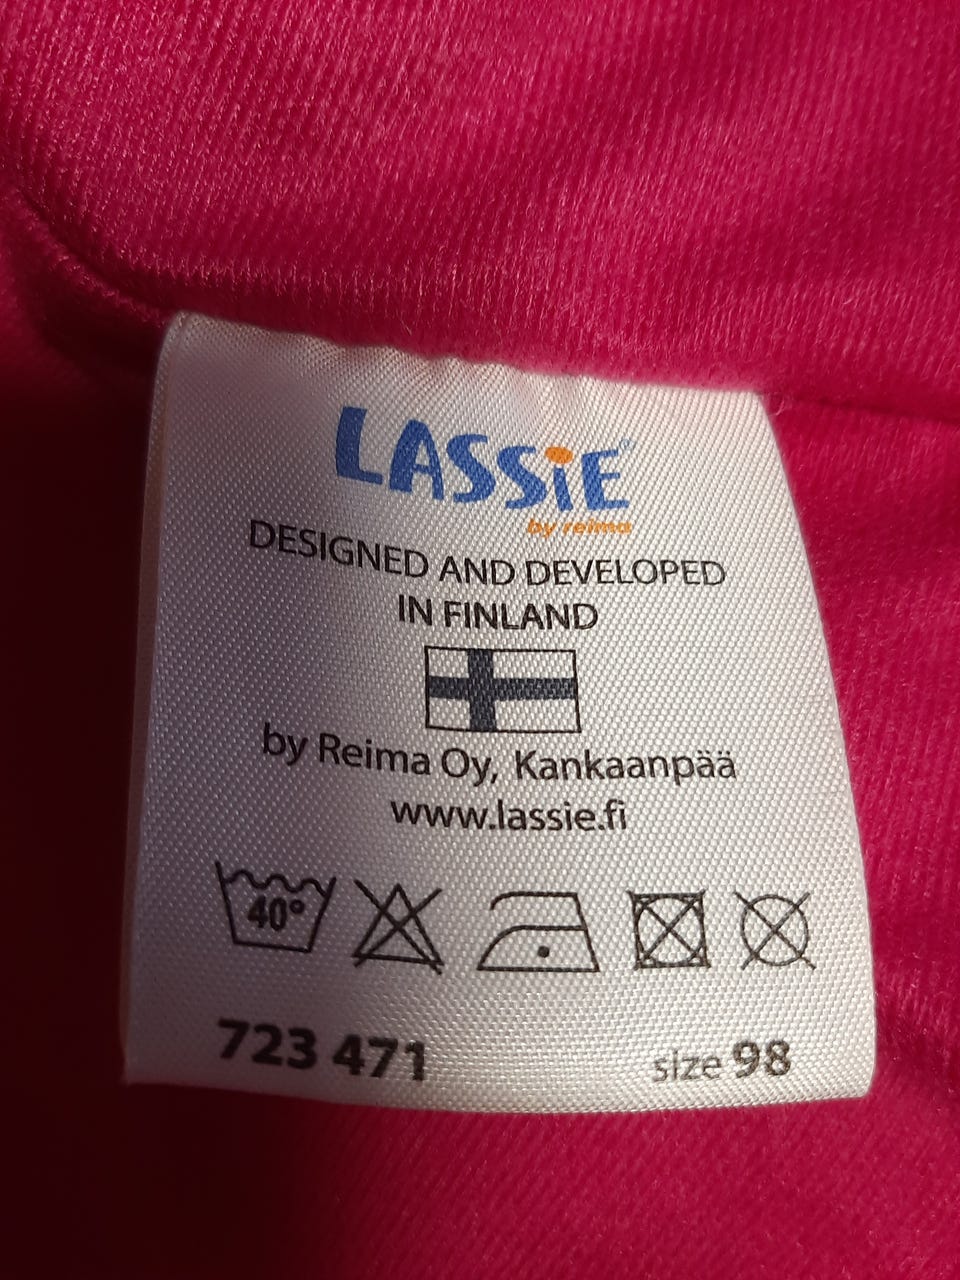 LASSiE®
by reima
DESIGNED AND DEVELOPED
IN FINLAND
by Reima Oy, Kankaanpää
www.lassie.fi
40°
723 471 size 98